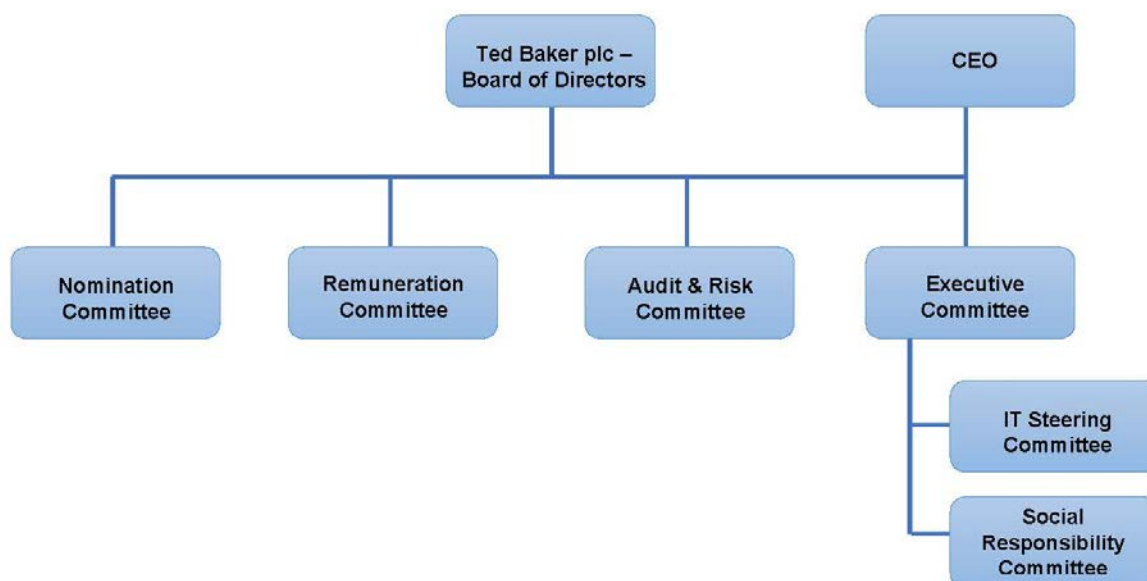 Ted Baker plc –
Board of Directors
CEO
Nomination
Committee
Remuneration
Committee
Audit & Risk
Committee
Executive
Committee
IT Steering
Committee
Social
Responsibility
Committee